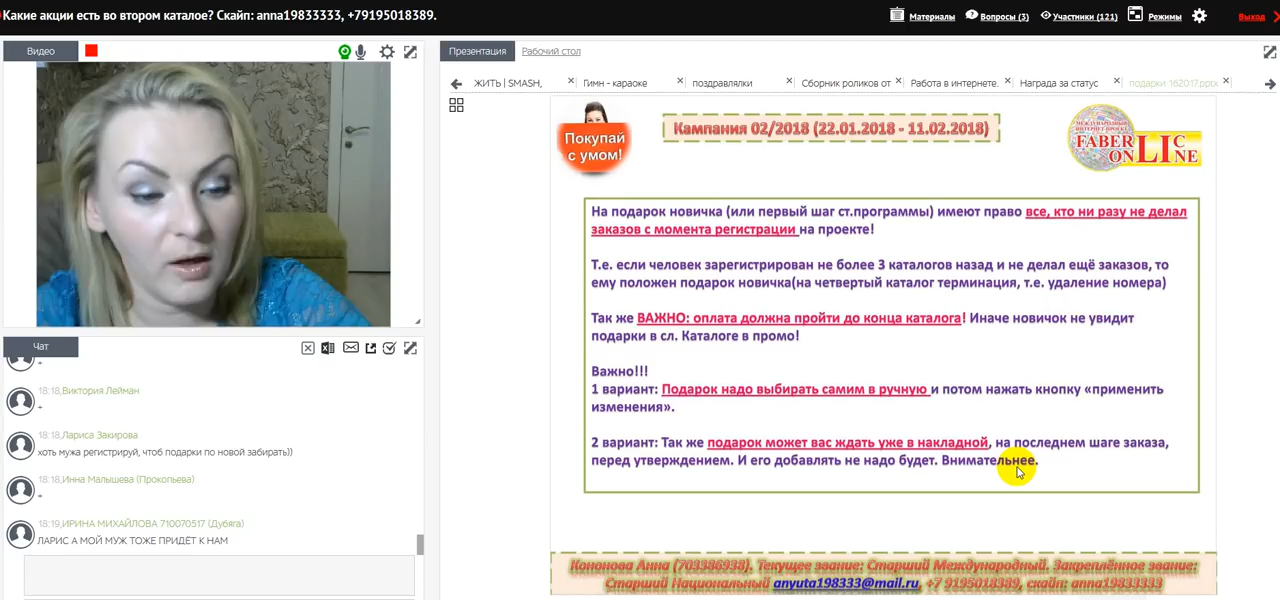 Какие акции есть во втором каталое? Скайп: anna19833333, +79195018389.
Материалы
Вопросы (3)
Участники (121)
Режимы
Выход
Видео
Презентация
Рабочий стол
ЖИТЬ | SMASH,
Гимн - караоке
поздравлялки
Сборник роликов от
Работа в интернете.
Награда за статус
подарки 162017.pptx
Покупай
с умом!
Кампания 02/2018 (22.01.2018 - 11.02.2018)
МЕЖДУНАРОДНЫЙ
ИНТЕРНЕТ-ПРОЕКТ
FABERLIC
ONLINE
На подарок новичка (или первый шаг ст.программы) имеют право все, кто ни разу не делал
заказов с момента регистрации на проекте!
Т.е. если человек зарегистрирован не более 3 каталогов назад и не делал ещё заказов, то
ему положен подарок новичка(на четвертый каталог терминация, т.е. удаление номера)
Так же ВАЖНО: оплата должна пройти до конца каталога! Иначе новичок не увидит
подарки в сл. Каталоге в промо!
Важно!!!
1 вариант: Подарок надо выбирать самим в ручную и потом нажать кнопку «применить
изменения».
2 вариант: Так же подарок может вас ждать уже в накладной, на последнем шаге заказа,
перед утверждением. И его добавлять не надо будет. Внимательнее.
Кононова Анна (703386938). Текущее звание: Старший Международный. Закреплённое звание:
Старший Национальный anyuta198333@mail.ru, +7 9195018389, скайп: anna19833333
Чат
+
18:18,Виктория Лейман
+
18:18,Лариса Закирова
хоть мужа регистрируй, чтоб подарки по новой забирать))
18:18,Инна Малышева (Прокопьева)
+
18:19,ИРИНА МИХАЙЛОВА 710070517 (Дубяга)
ЛАРИС А МОЙ МУЖ ТОЖЕ ПРИДЁТ К НАМ